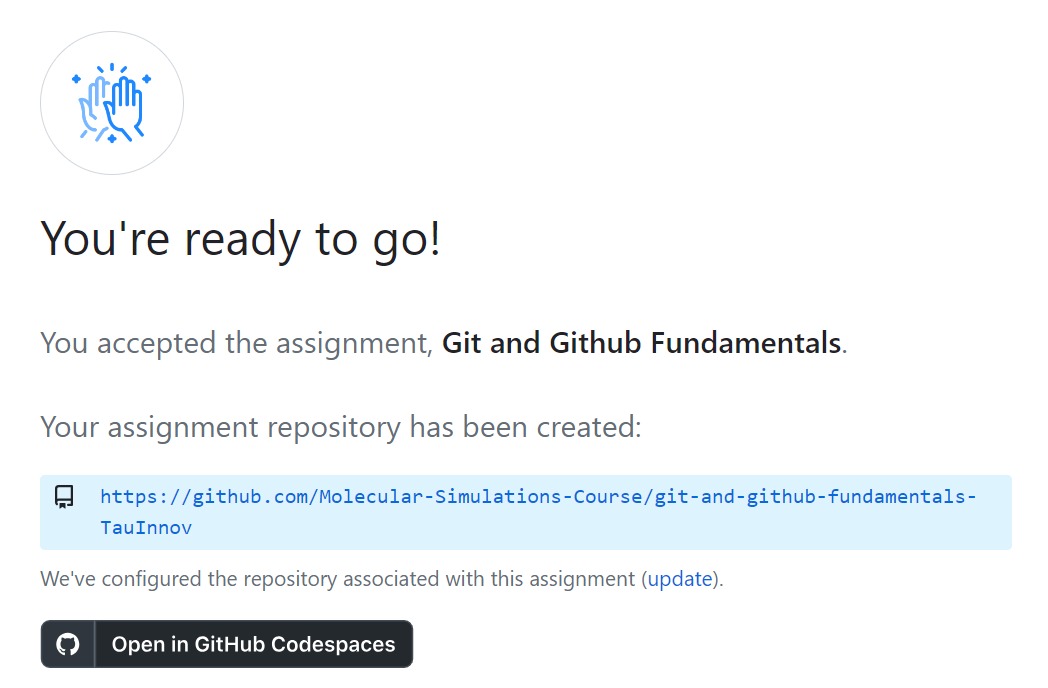 You're ready to go!
You accepted the assignment, Git and Github Fundamentals.
Your assignment repository has been created:
https://github.com/Molecular-Simulations-Course/git-and-github-fundamentals-
TauInnov
We've configured the repository associated with this assignment (update).
Open in GitHub Codespaces